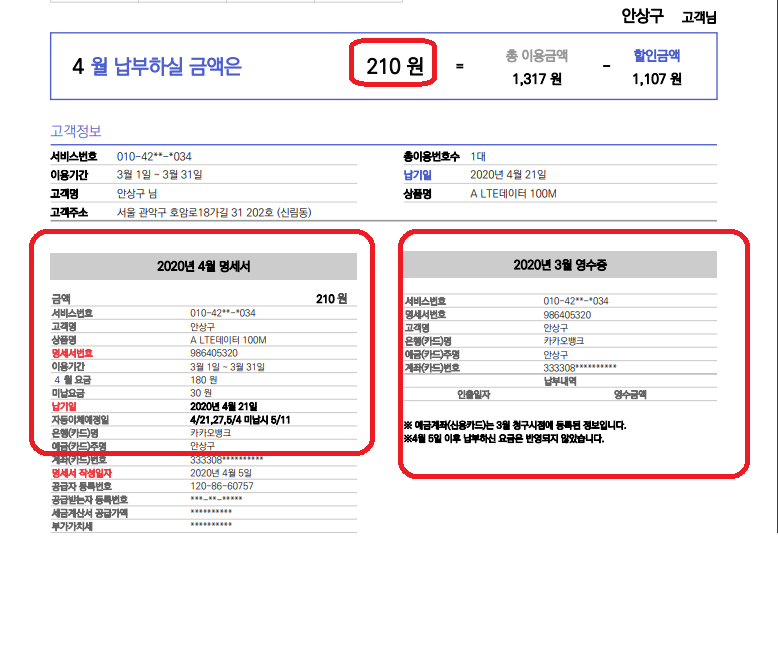 안상구 고객님
4 월 납부하실 금액은 210 원 = 총 이용금액 1,317 원 - 할인금액 1,107 원
고객정보
서비스번호 010-42**-*034 총이용번호수 1대
이용기간 3월 1일 ~ 3월 31일 납기일 2020년 4월 21일
고객명 안상구 님 상품명 A LTE데이터 100M
고객주소 서울 관악구 호암로18가길 31 202호 (신림동)
2020년 4월 명세서
금액 210 원
서비스번호 010-42**-*034
고객명 안상구
상품명 A LTE데이터 100M
명세서번호 986405320
이용기간 3월 1일 ~ 3월 31일
4 월 요금 180 원
미납요금 30 원
납기일 2020년 4월 21일
자동이체예정일 4/21,27,5/4 미납시 5/11
은행(카드)명 카카오뱅크
예금(카드)주명 안상구
계좌(카드)번호 333308**********
명세서 작성일자 2020년 4월 5일
공급자 등록번호 120-86-60757
공급받는자 등록번호 ***-**-*****
세금계산서 공급가액 **********
부가가치세 **********
2020년 3월 영수증
서비스번호 010-42**-*034
명세서번호 986405320
고객명 안상구
은행(카드)명 카카오뱅크
예금(카드)주명 안상구
계좌(카드)번호 333308**********
납부내역
인출일자 영수금액
※ 예금계좌(신용카드)는 3월 청구시점에 등록된 정보입니다.
※4월 5일 이후 납부하신 요금은 반영되지 않았습니다.